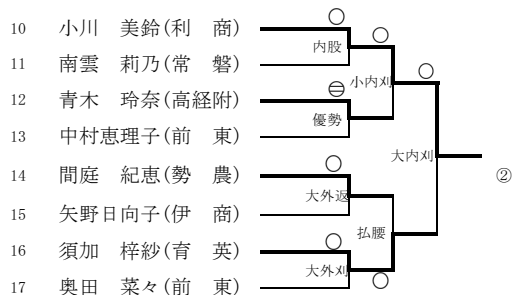 10 小川 美鈴(利 商)
11 南雲 莉乃(常 磐)
12 青木 玲奈(高経附)
13 中村恵理子(前 東)
14 間庭 紀恵(勢 農)
15 矢野日向子(伊 商)
16 須加 梓紗(育 英)
17 奥田 菜々(前 東)
内股
優勢
大外返
大外刈
小内刈
払腰
大内刈
②